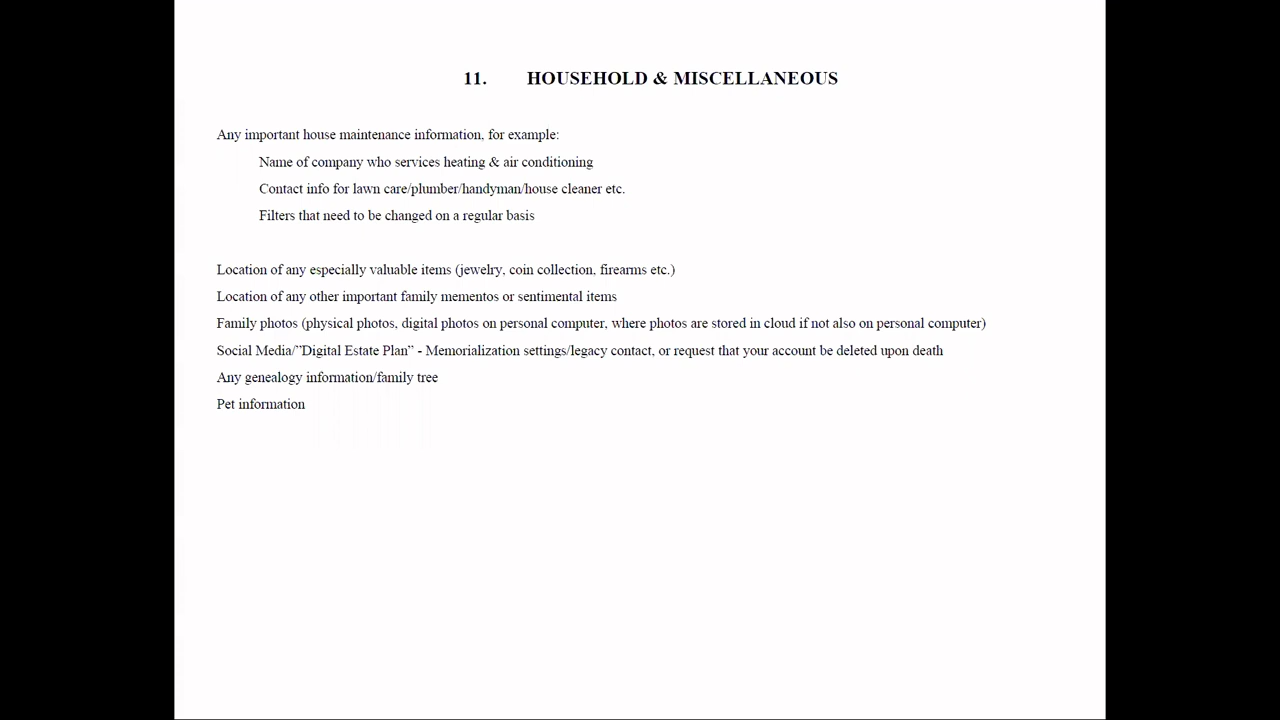 11. HOUSEHOLD & MISCELLANEOUS
Any important house maintenance information, for example:
Name of company who services heating & air conditioning
Contact info for lawn care/plumber/handyman/house cleaner etc.
Filters that need to be changed on a regular basis
Location of any especially valuable items (jewelry, coin collection, firearms etc.)
Location of any other important family mementos or sentimental items
Family photos (physical photos, digital photos on personal computer, where photos are stored in cloud if not also on personal computer)
Social Media/”Digital Estate Plan” - Memorialization settings/legacy contact, or request that your account be deleted upon death
Any genealogy information/family tree
Pet information